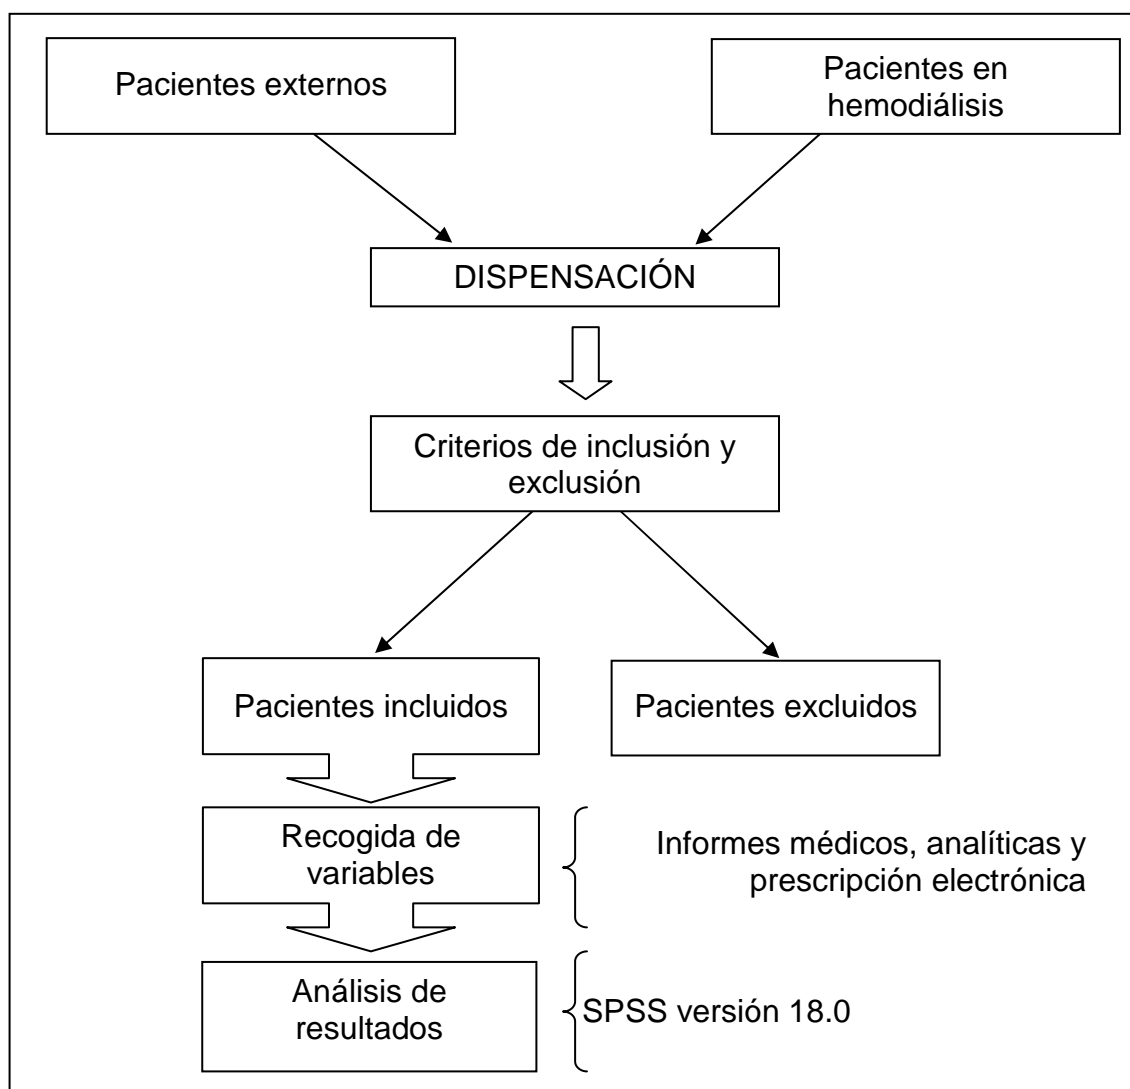 Pacientes externos
Pacientes en
hemodiálisis
DISPENSACIÓN
Criterios de inclusión y
exclusión
Pacientes incluidos
Pacientes excluidos
Recogida de
variables
Informes médicos, analíticas y
prescripción electrónica
Análisis de
resultados
SPSS versión 18.0